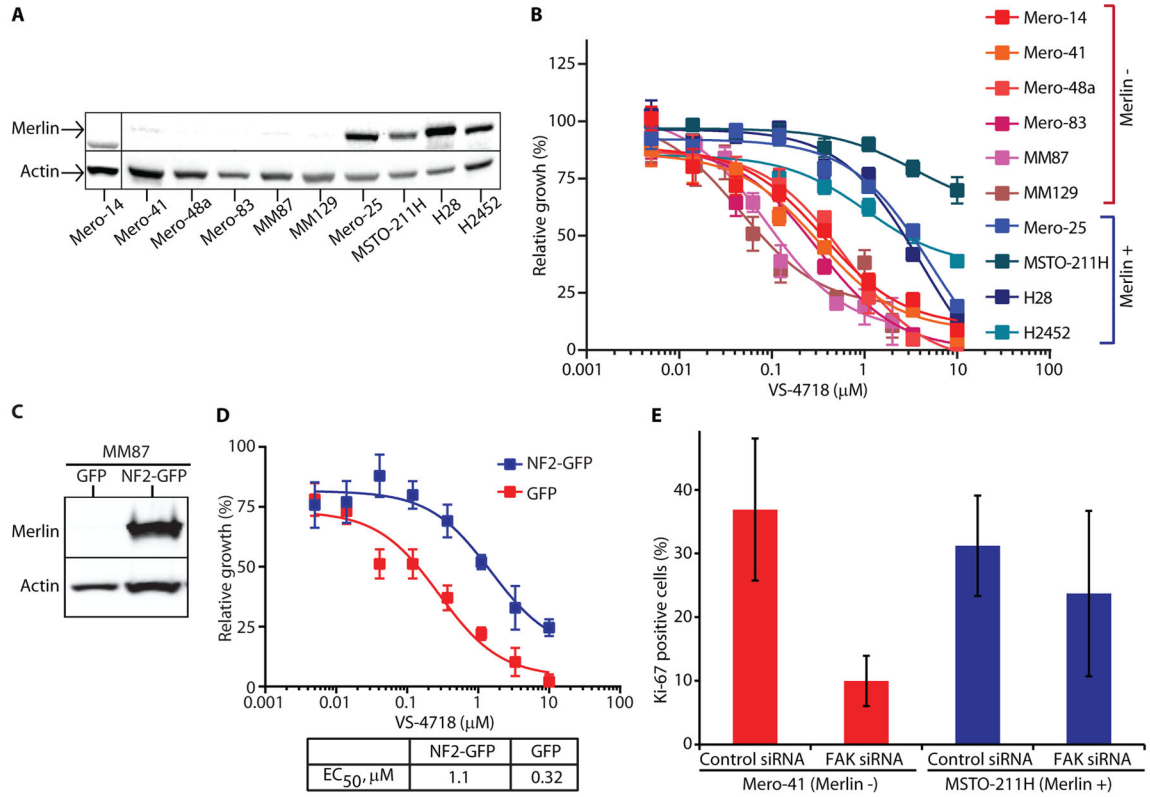 A
Merlin
Actin
Mero-14
Mero-41
Mero-48a
Mero-83
MM87
MM129
Mero-25
MSTO-211H
H28
H2452
B
Relative growh (%)
125
100
75
50
25
0
0.001
0.01
0.1
1
10
100
VS-4718 (μM)
Mero-14
Mero-41
Mero-48a
Mero-83
MM87
MM129
Mero-25
MSTO-211H
H28
H2452
Merlin -
Merlin +
C
MM87
GFP NF2-GFP
Merlin
Actin
D
Relative growth (%)
100
75
50
25
0
0.001
0.01
0.1
1
10
100
VS-4718 (μM)
NF2-GFP
GFP
NF2-GFP GFP
EC50, μM 1.1 0.32
E
Ki-67 positive cells (%)
40
30
20
10
0
Control siRNA FAK siRNA Control siRNA FAK siRNA
Mero-41 (Merlin -) MSTO-211H (Merlin +)